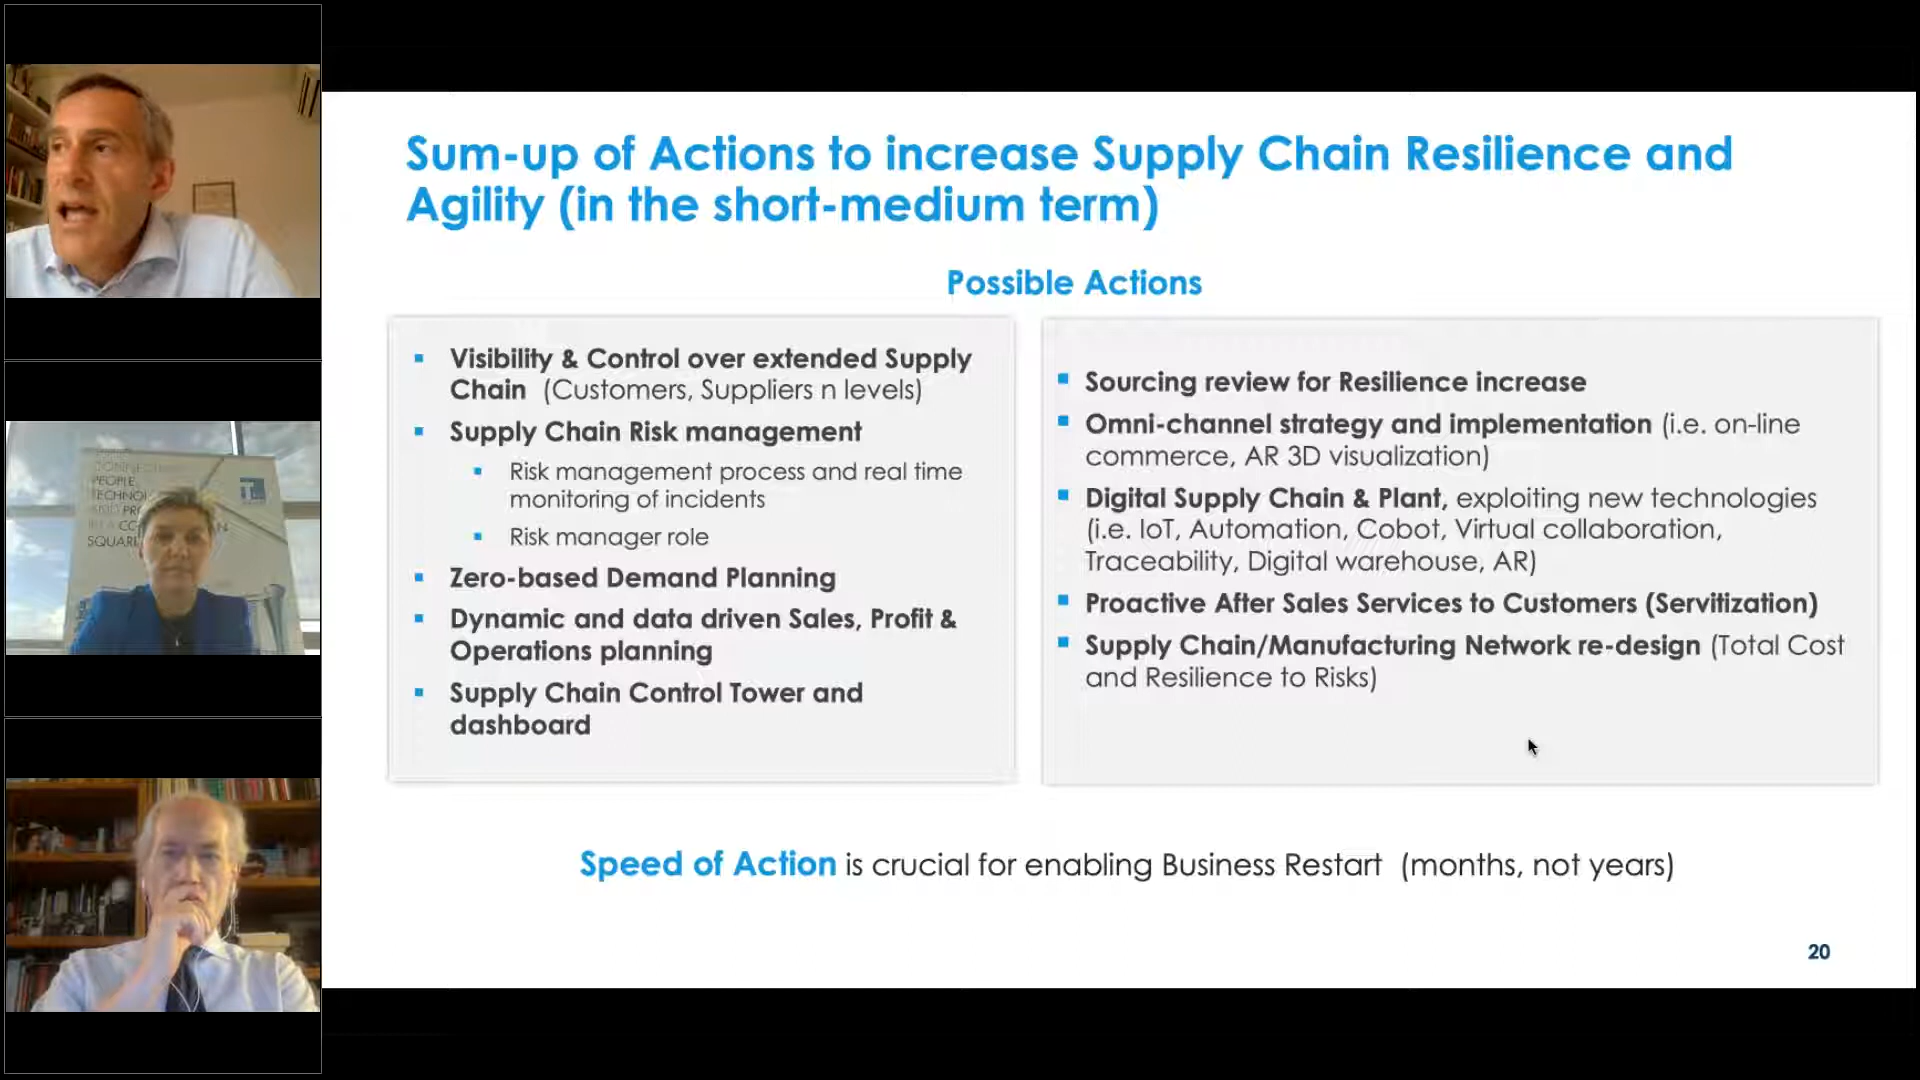 Sum-up of Actions to increase Supply Chain Resilience and
Agility (in the short-medium term)
Possible Actions
Visibility & Control over extended Supply
Chain (Customers, Suppliers n levels)
Supply Chain Risk management
Risk management process and real time
monitoring of incidents
Risk manager role
Zero-based Demand Planning
Dynamic and data driven Sales, Profit &
Operations planning
Supply Chain Control Tower and
dashboard
Sourcing review for Resilience increase
Omni-channel strategy and implementation (i.e. on-line
commerce, AR 3D visualization)
Digital Supply Chain & Plant, exploiting new technologies
(i.e. IoT, Automation, Cobot, Virtual collaboration,
Traceability, Digital warehouse, AR)
Proactive After Sales Services to Customers (Servitization)
Supply Chain/Manufacturing Network re-design (Total Cost
and Resilience to Risks)
Speed of Action is crucial for enabling Business Restart (months, not years)
20
PEOPLE,